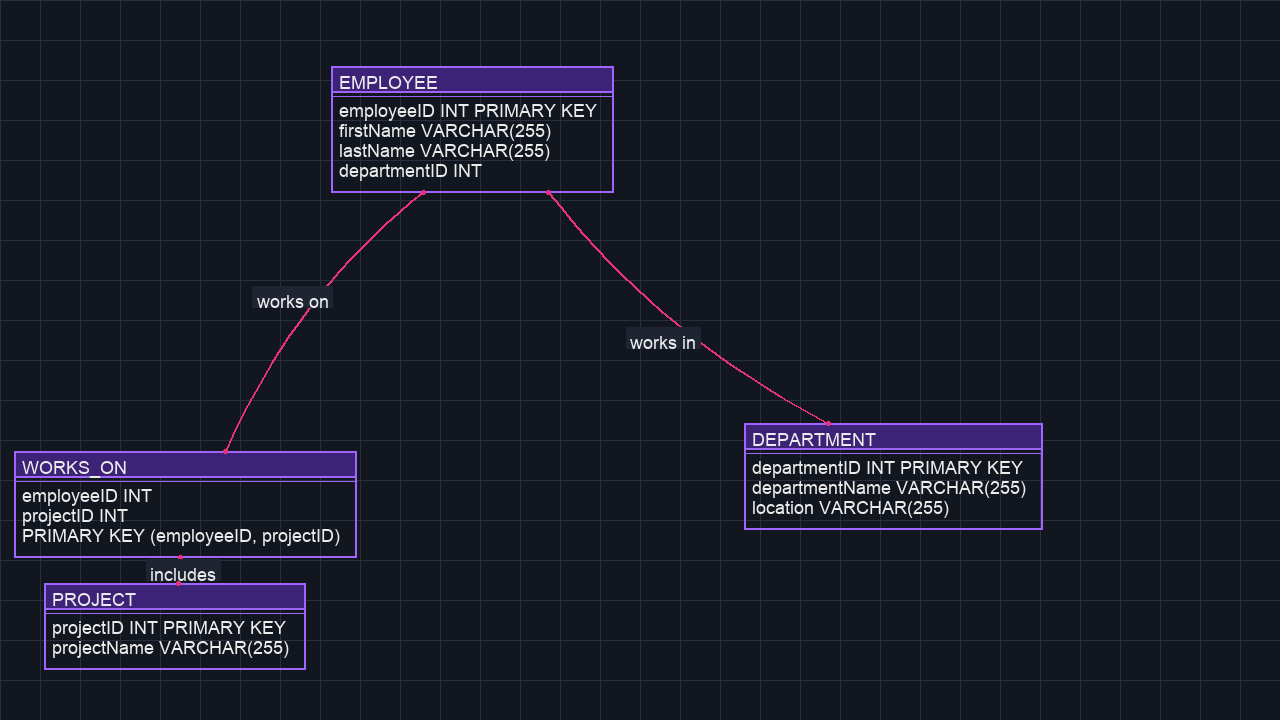 EMPLOYEE
employeeID INT PRIMARY KEY
firstName VARCHAR(255)
lastName VARCHAR(255)
departmentID INT
works on
works in
DEPARTMENT
departmentID INT PRIMARY KEY
departmentName VARCHAR(255)
location VARCHAR(255)
WORKS_ON
employeeID INT
projectID INT
PRIMARY KEY (employeeID, projectID)
includes
PROJECT
projectID INT PRIMARY KEY
projectName VARCHAR(255)